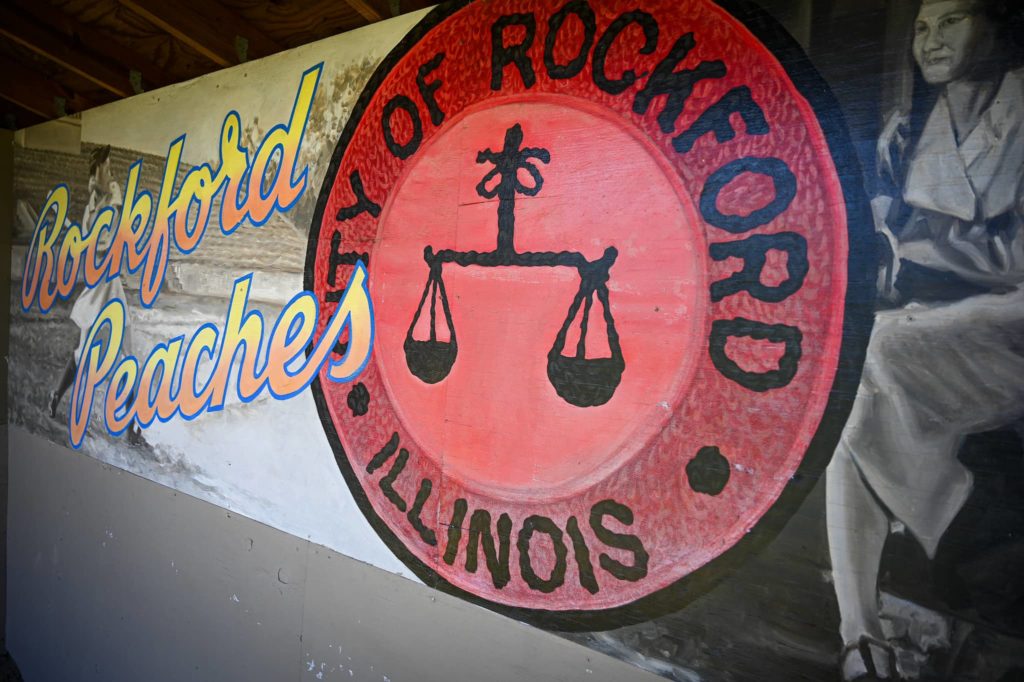 Rockford
Peaches
CITY OF ROCKFORD
ILLINOIS